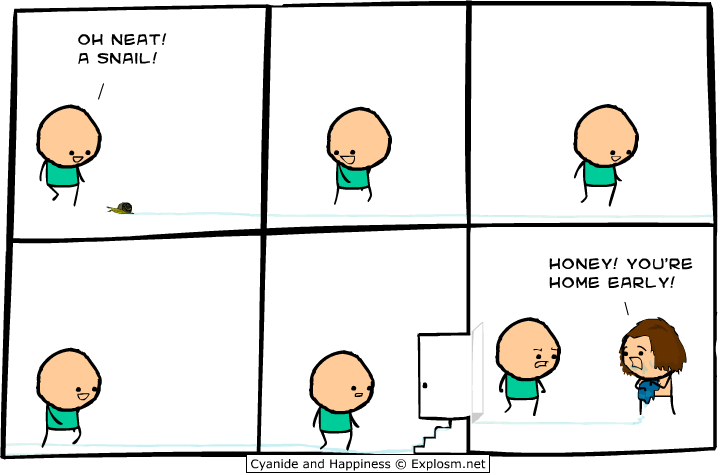 OH NEAT!
A SNAIL!
HONEY! YOU'RE
HOME EARLY!
Cyanide and Happiness © Explosm.net